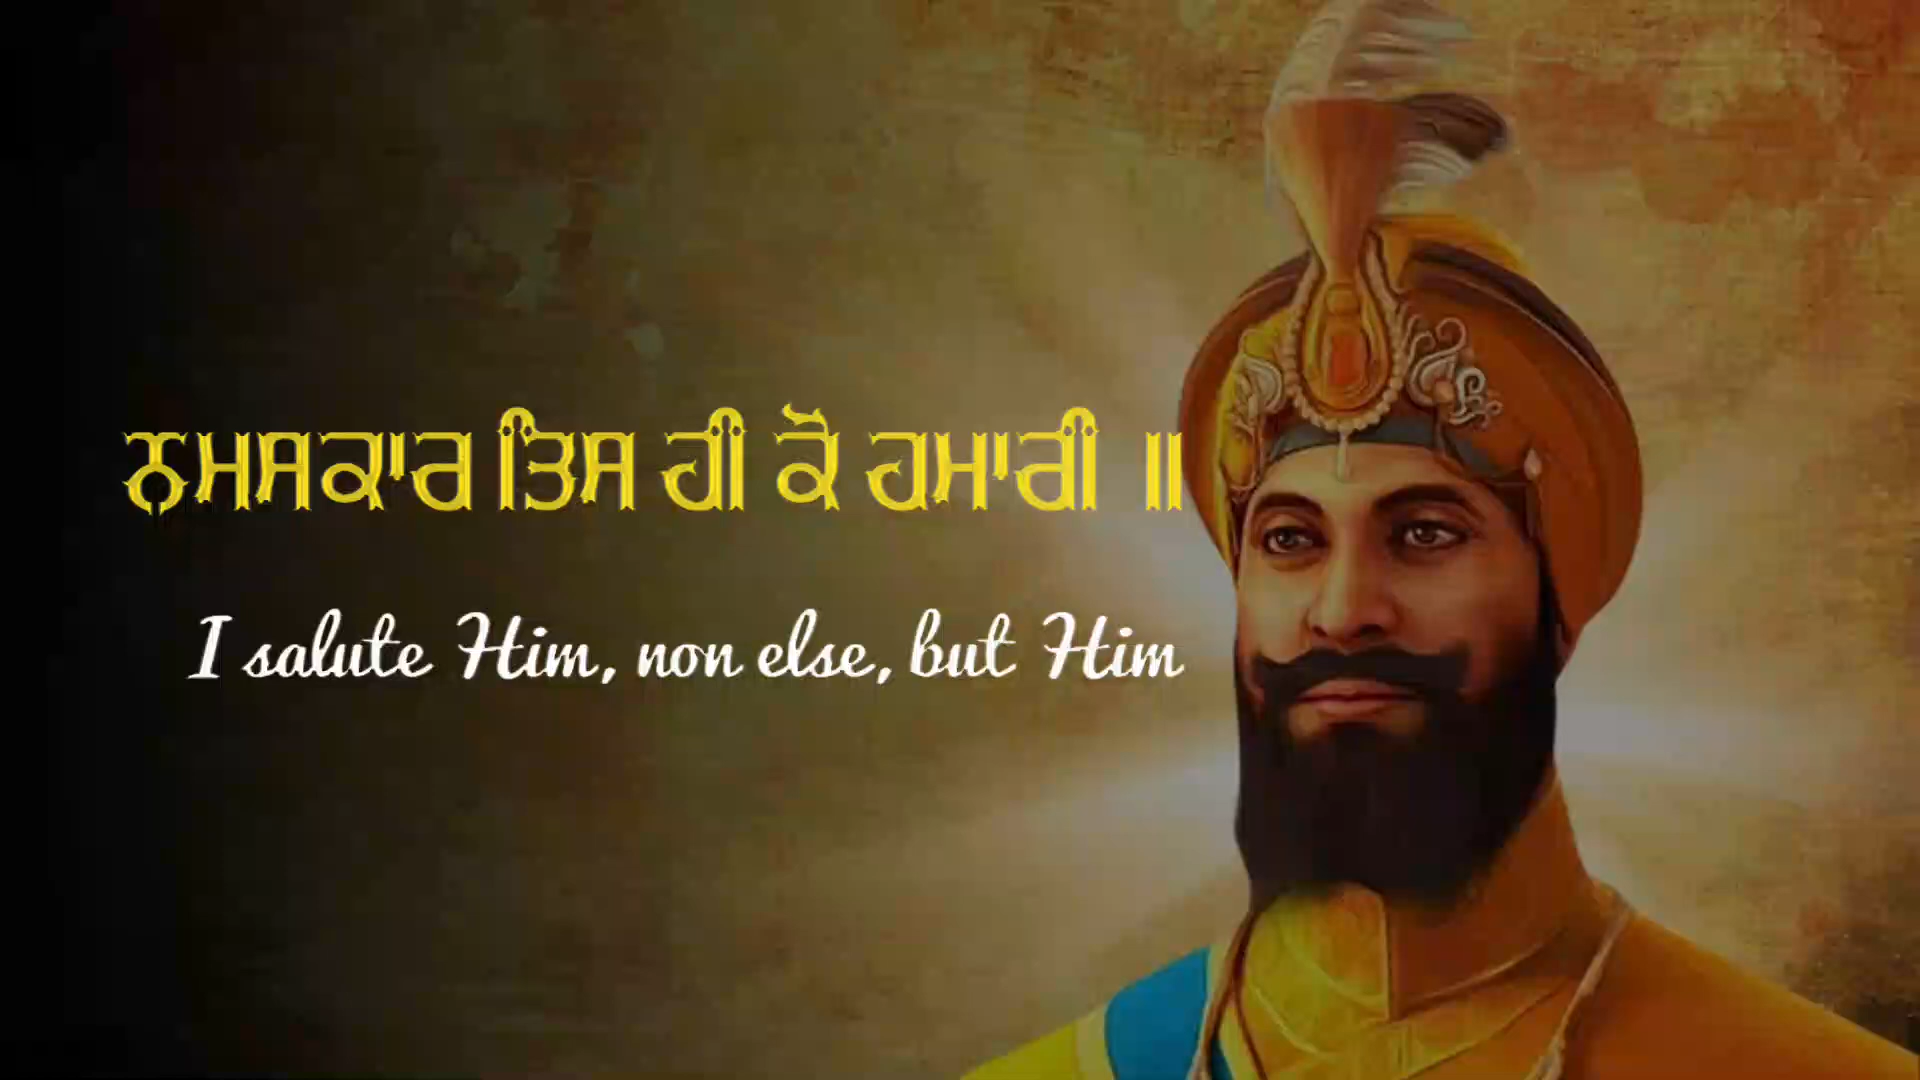 ਨਮਸਕਾਰ ਤਿਸ ਹੀ ਕੋ ਹਮਾਰੀ ॥
I salute Him, non else, but Him